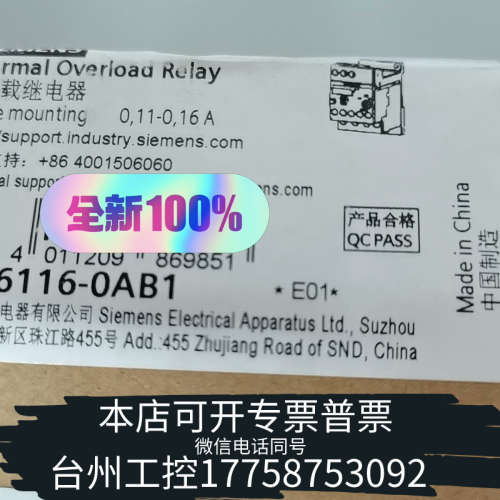 rmal Overload Relay
载继电器
e mounting 0,11-0,16 A
support.industry.siemens.com
支持: +86 4001506060
al suppo ens.com
全新100%
4 011209 869851
产品合格
QC PASS
6116-0AB1
*E01*
Made in China
中国制造
电器有限公司 Siemens Electrical Apparatus Ltd., Suzhou
新区珠江路455号 Add.:455 Zhujiang Road of SND, China
本店可开专票普票
微信电话同号
台州工控17758753092